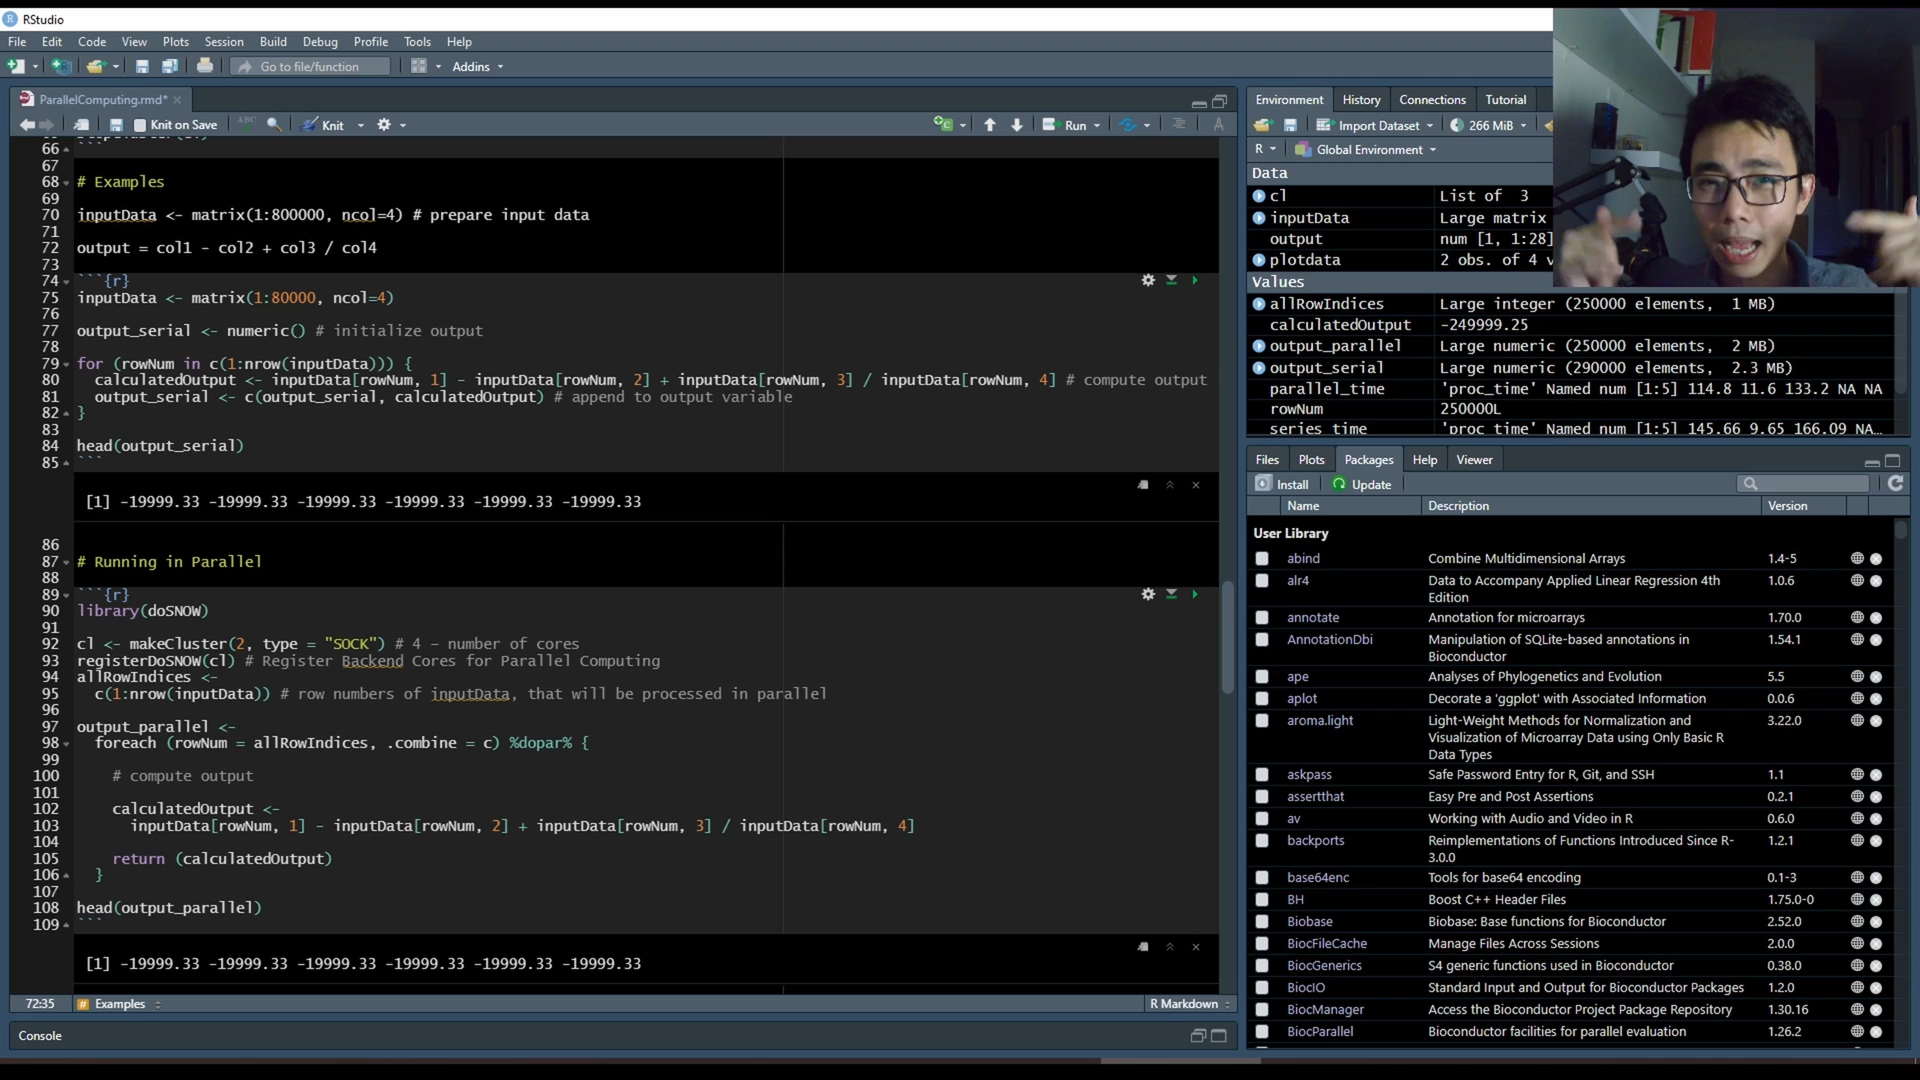 RStudio
File Edit Code View Plots Session Build Debug Profile Tools Help
Go to file/function Addins
ParallelComputing.rmd*
Knit on Save ABC Knit Run
66 ```
67
68 # Examples
69
70 inputData <- matrix(1:800000, ncol=4) # prepare input data
71
72 output = col1 - col2 + col3 / col4
73
74 ```{r}
75 inputData <- matrix(1:80000, ncol=4)
76
77 output_serial <- numeric() # initialize output
78
79 for (rowNum in c(1:nrow(inputData))) {
80 calculatedOutput <- inputData[rowNum, 1] - inputData[rowNum, 2] + inputData[rowNum, 3] / inputData[rowNum, 4] # compute output
81 output_serial <- c(output_serial, calculatedOutput) # append to output variable
82 }
83
84 head(output_serial)
85 ```
[1] -19999.33 -19999.33 -19999.33 -19999.33 -19999.33 -19999.33
86
87 # Running in Parallel
88
89 ```{r}
90 library(doSNOW)
91
92 cl <- makeCluster(2, type = "SOCK") # 4 - number of cores
93 registerDoSNOW(cl) # Register Backend Cores for Parallel Computing
94 allRowIndices <-
95 c(1:nrow(inputData)) # row numbers of inputData, that will be processed in parallel
96
97 output_parallel <-
98 foreach (rowNum = allRowIndices, .combine = c) %dopar% {
99
100 # compute output
101
102 calculatedOutput <-
103 inputData[rowNum, 1] - inputData[rowNum, 2] + inputData[rowNum, 3] / inputData[rowNum, 4]
104
105 return (calculatedOutput)
106 }
107
108 head(output_parallel)
109 ```
[1] -19999.33 -19999.33 -19999.33 -19999.33 -19999.33 -19999.33
72:35 # Examples R Markdown
Console
Environment History Connections Tutorial
Import Dataset 266 MiB
R Global Environment
Data
cl List of 3
inputData Large matrix
output num [1, 1:28]
plotdata 2 obs. of 4 v
Values
allRowIndices Large integer (250000 elements, 1 MB)
calculatedOutput -249999.25
output_parallel Large numeric (250000 elements, 2 MB)
output_serial Large numeric (290000 elements, 2.3 MB)
parallel_time 'proc_time' Named num [1:5] 114.8 11.6 133.2 NA NA
rowNum 250000L
series_time 'proc_time' Named num [1:5] 145.66 9.65 166.09 NA…
Files Plots Packages Help Viewer
Install Update
Name Description Version
User Library
abind Combine Multidimensional Arrays 1.4-5
alr4 Data to Accompany Applied Linear Regression 4th 1.0.6
Edition
annotate Annotation for microarrays 1.70.0
AnnotationDbi Manipulation of SQLite-based annotations in 1.54.1
Bioconductor
ape Analyses of Phylogenetics and Evolution 5.5
aplot Decorate a 'ggplot' with Associated Information 0.0.6
aroma.light Light-Weight Methods for Normalization and 3.22.0
Visualization of Microarray Data using Only Basic R
Data Types
askpass Safe Password Entry for R, Git, and SSH 1.1
assertthat Easy Pre and Post Assertions 0.2.1
av Working with Audio and Video in R 0.6.0
backports Reimplementations of Functions Introduced Since R- 1.2.1
3.0.0
base64enc Tools for base64 encoding 0.1-3
BH Boost C++ Header Files 1.75.0-0
Biobase Biobase: Base functions for Bioconductor 2.52.0
BiocFileCache Manage Files Across Sessions 2.0.0
BiocGenerics S4 generic functions used in Bioconductor 0.38.0
BiocIO Standard Input and Output for Bioconductor Packages 1.2.0
BiocManager Access the Bioconductor Project Package Repository 1.30.16
BiocParallel Bioconductor facilities for parallel evaluation 1.26.2